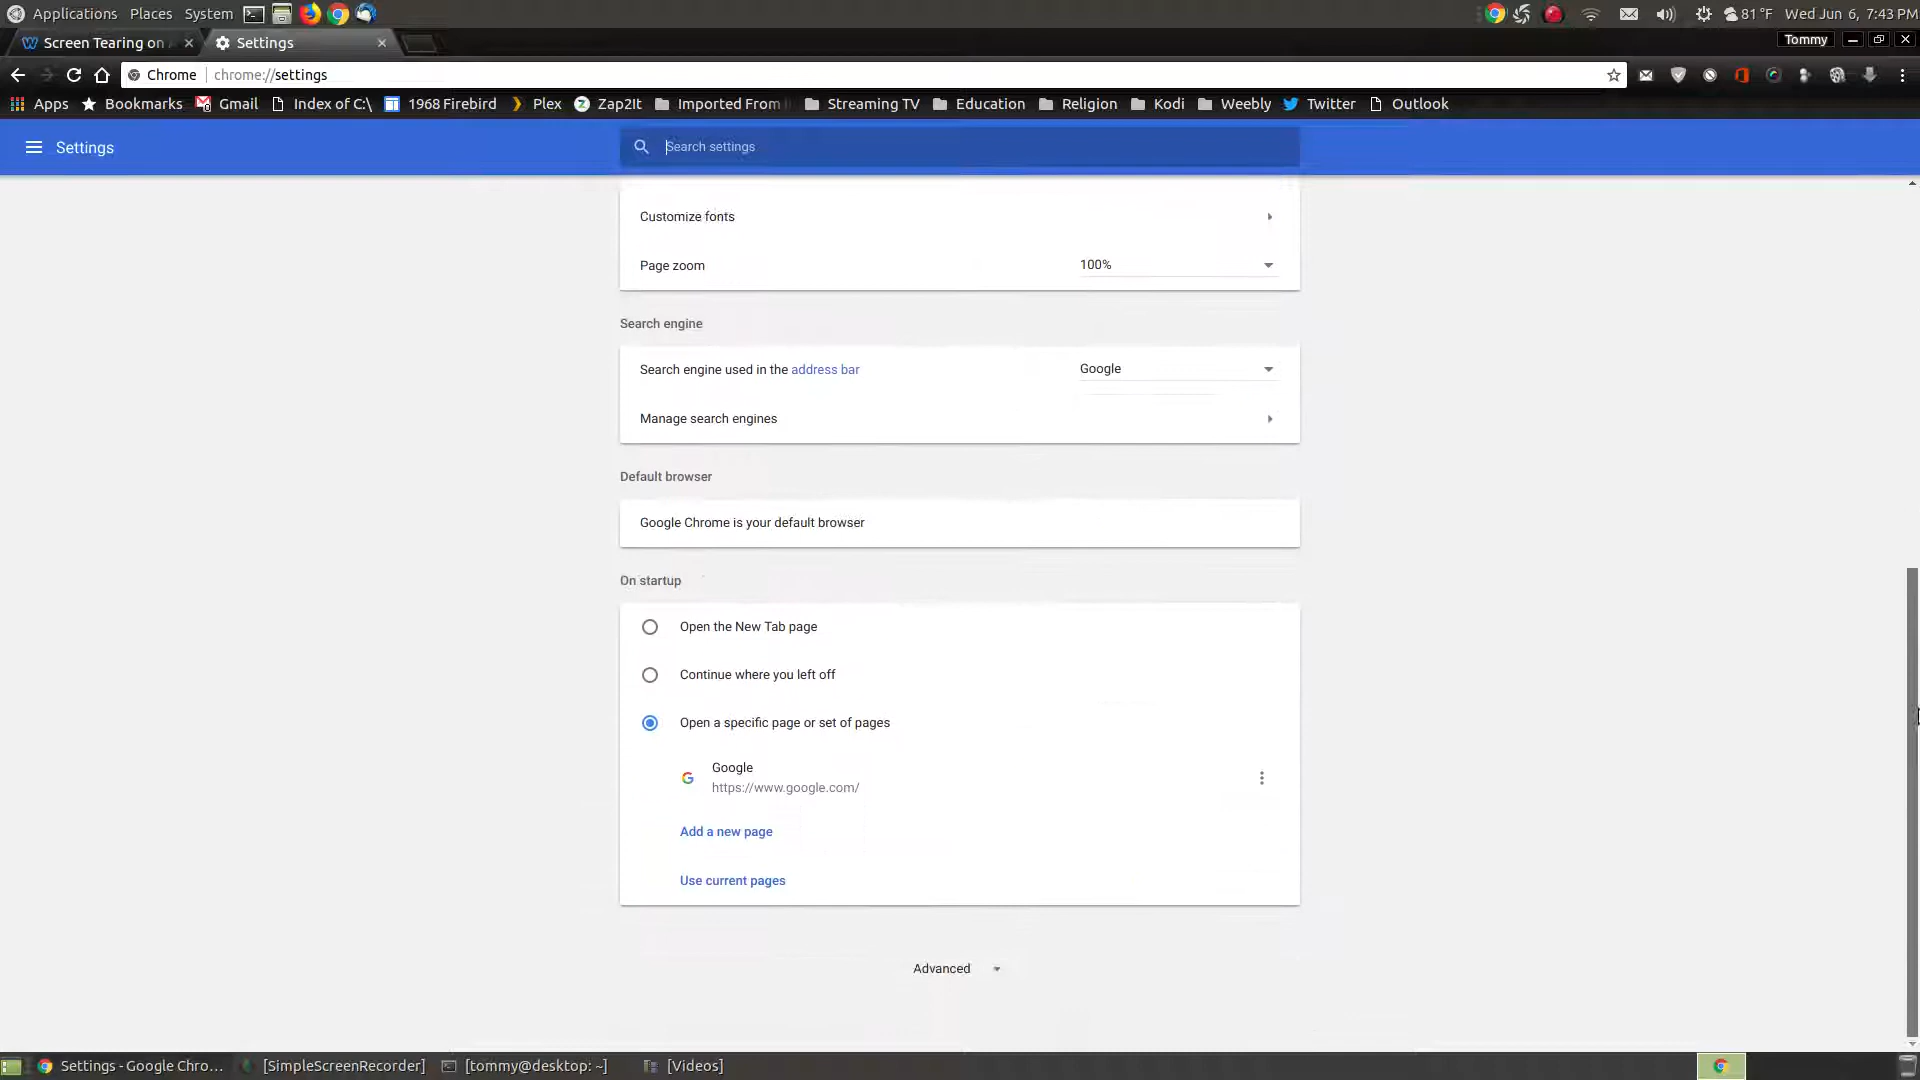 Applications Places System 81 °F Wed Jun 6, 7:43 PM
Screen Tearing on Settings Tommy
Chrome chrome://settings
Apps Bookmarks Gmail Index of C:\ 1968 Firebird Plex Zap2It Imported From Streaming TV Education Religion Kodi Weebly Twitter Outlook
Settings Search settings
Customize fonts
Page zoom 100%
Search engine
Search engine used in the address bar Google
Manage search engines
Default browser
Google Chrome is your default browser
On startup
Open the New Tab page
Continue where you left off
Open a specific page or set of pages
Google
https://www.google.com/
Add a new page
Use current pages
Advanced
Settings - Google Chro... [SimpleScreenRecorder] [tommy@desktop: ~] [Videos]